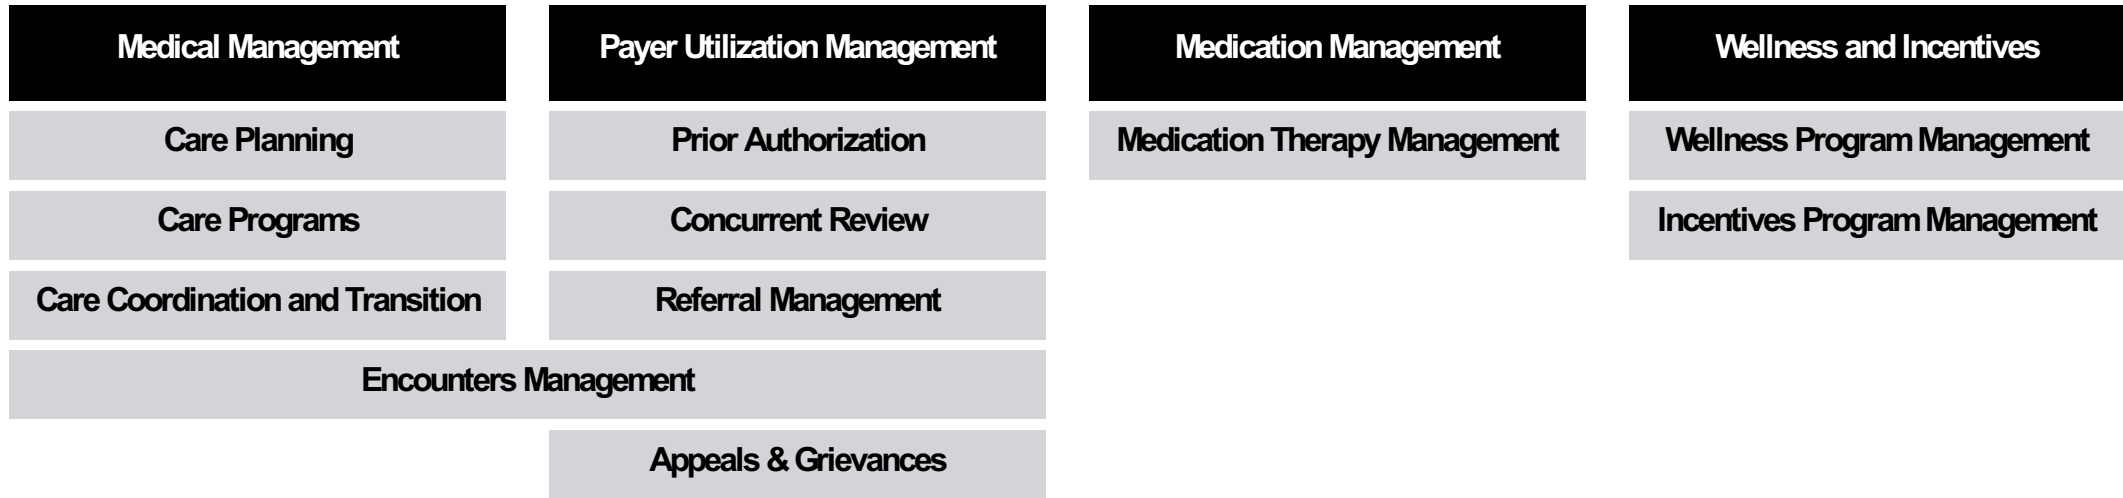 Medical Management
Payer Utilization Management
Medication Management
Wellness and Incentives
Care Planning
Prior Authorization
Medication Therapy Management
Wellness Program Management
Care Programs
Concurrent Review
Incentives Program Management
Care Coordination and Transition
Referral Management
Encounters Management
Appeals & Grievances